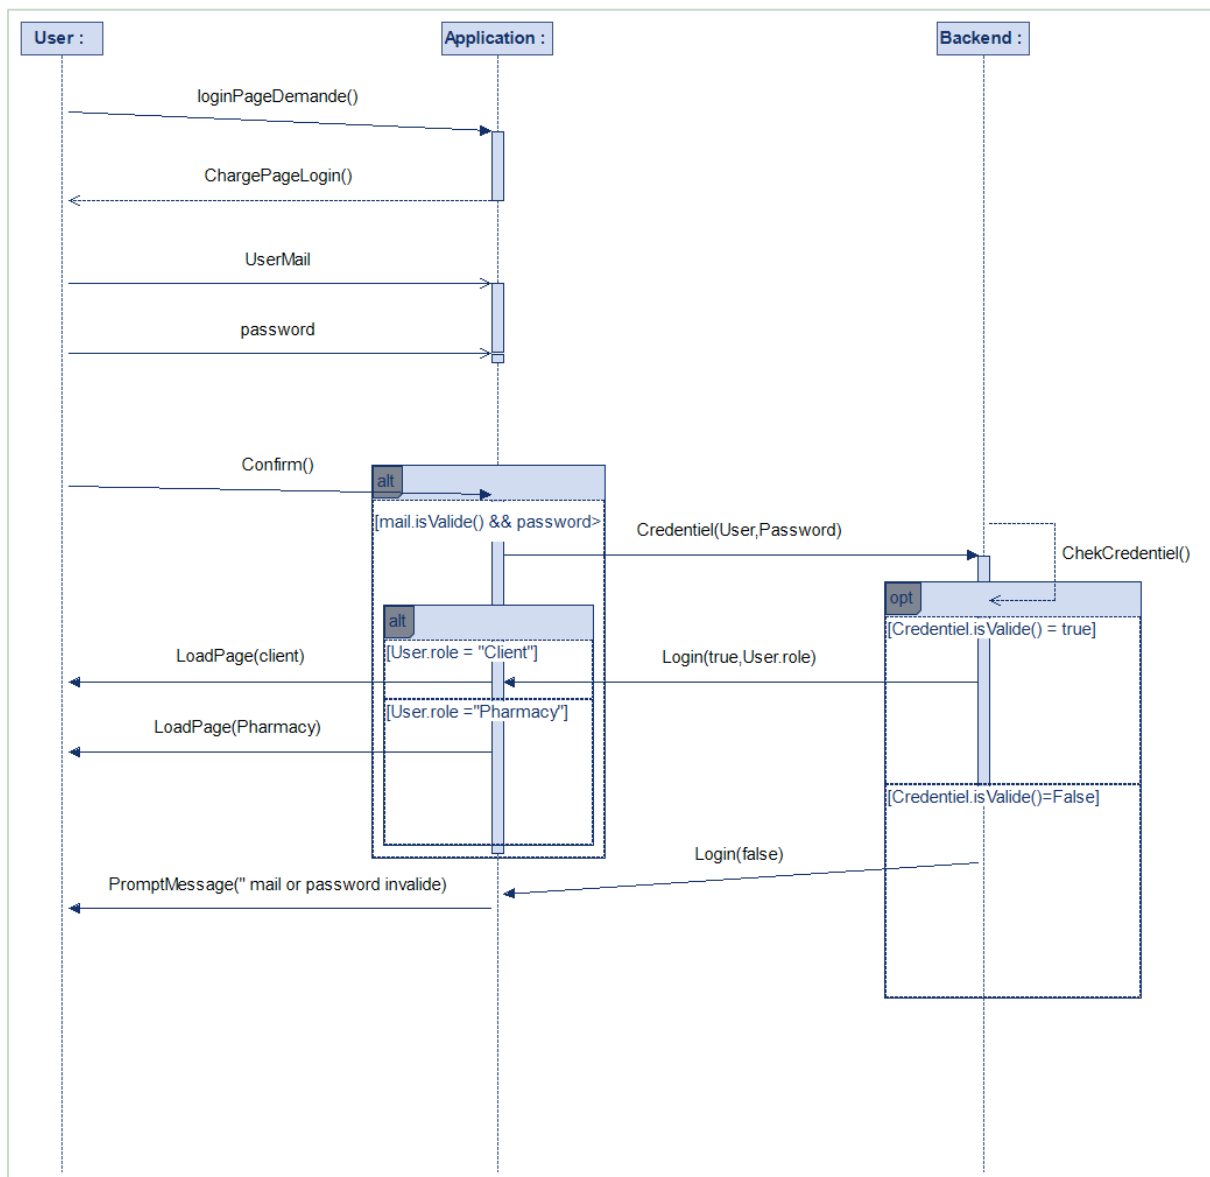 User :
Application :
Backend :
loginPageDemande()
ChargePageLogin()
UserMail
password
Confirm()
alt
[mail.isValide() && password>
Credentiel(User,Password)
ChekCredentiel()
opt
alt
[Credentiel.isValide() = true]
[User.role = "Client"]
LoadPage(client)
Login(true,User.role)
[User.role ="Pharmacy"]
LoadPage(Pharmacy)
[Credentiel.isValide()=False]
Login(false)
PromptMessage(" mail or password invalide)